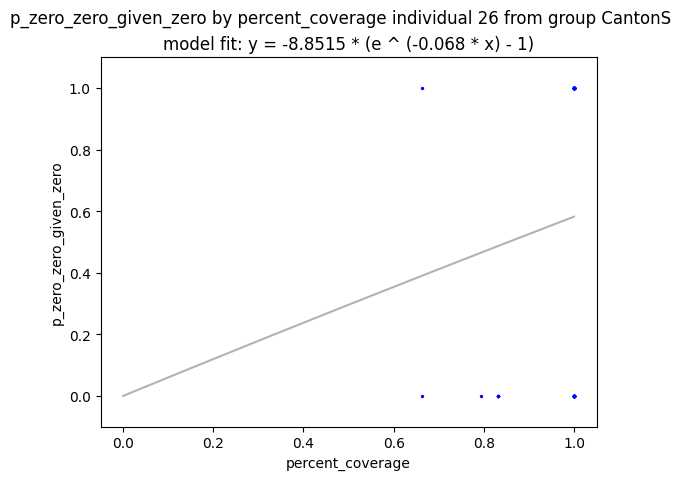 p_zero_zero_given_zero by percent_coverage individual 26 from group CantonS
model fit: y = -8.8515 * (e ^ (-0.068 * x) - 1)
1.0
0.8
0.6
0.4
0.2
0.0
p_zero_zero_given_zero
0.0 0.2 0.4 0.6 0.8 1.0
percent_coverage